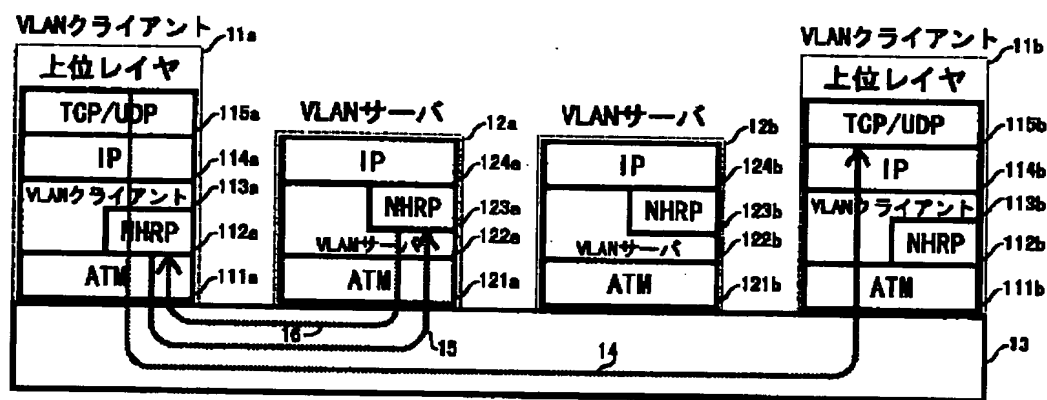 VLANクライアント
11a
上位レイヤ
TCP/UDP
115a
IP
114a
VLANクライアント
113a
NHRP
112a
ATM
111a
VLANサーバ
12a
IP
124a
NHRP
123a
VLANサーバ
122a
ATM
121a
VLANサーバ
12b
IP
124b
NHRP
123b
VLANサーバ
122b
ATM
121b
VLANクライアント
11b
上位レイヤ
TCP/UDP
115b
IP
114b
VLANクライアント
113b
NHRP
112b
ATM
111b
16
15
14
13